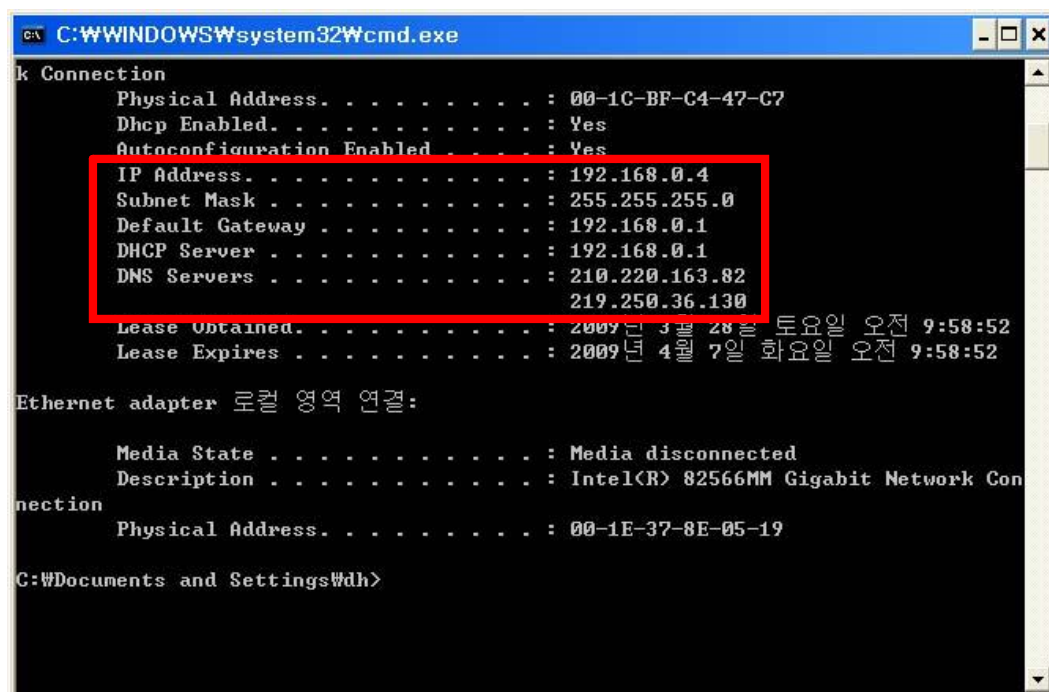 C:\WINDOWS\system32\cmd.exe
k Connection
Physical Address. . . . . . . . . : 00-1C-BF-C4-47-C7
Dhcp Enabled. . . . . . . . . . . : Yes
Autoconfiguration Enabled . . . . : Yes
IP Address. . . . . . . . . . . . : 192.168.0.4
Subnet Mask . . . . . . . . . . . : 255.255.255.0
Default Gateway . . . . . . . . . : 192.168.0.1
DHCP Server . . . . . . . . . . . : 192.168.0.1
DNS Servers . . . . . . . . . . . : 210.220.163.82
219.250.36.130
Lease Obtained. . . . . . . . . . : 2009년 3월 28일 토요일 오전 9:58:52
Lease Expires . . . . . . . . . . : 2009년 4월 7일 화요일 오전 9:58:52
Ethernet adapter 로컬 영역 연결:
Media State . . . . . . . . . . . : Media disconnected
Description . . . . . . . . . . . : Intel(R) 82566MM Gigabit Network Con
nection
Physical Address. . . . . . . . . : 00-1E-37-8E-05-19
C:₩Documents and Settings₩dh>